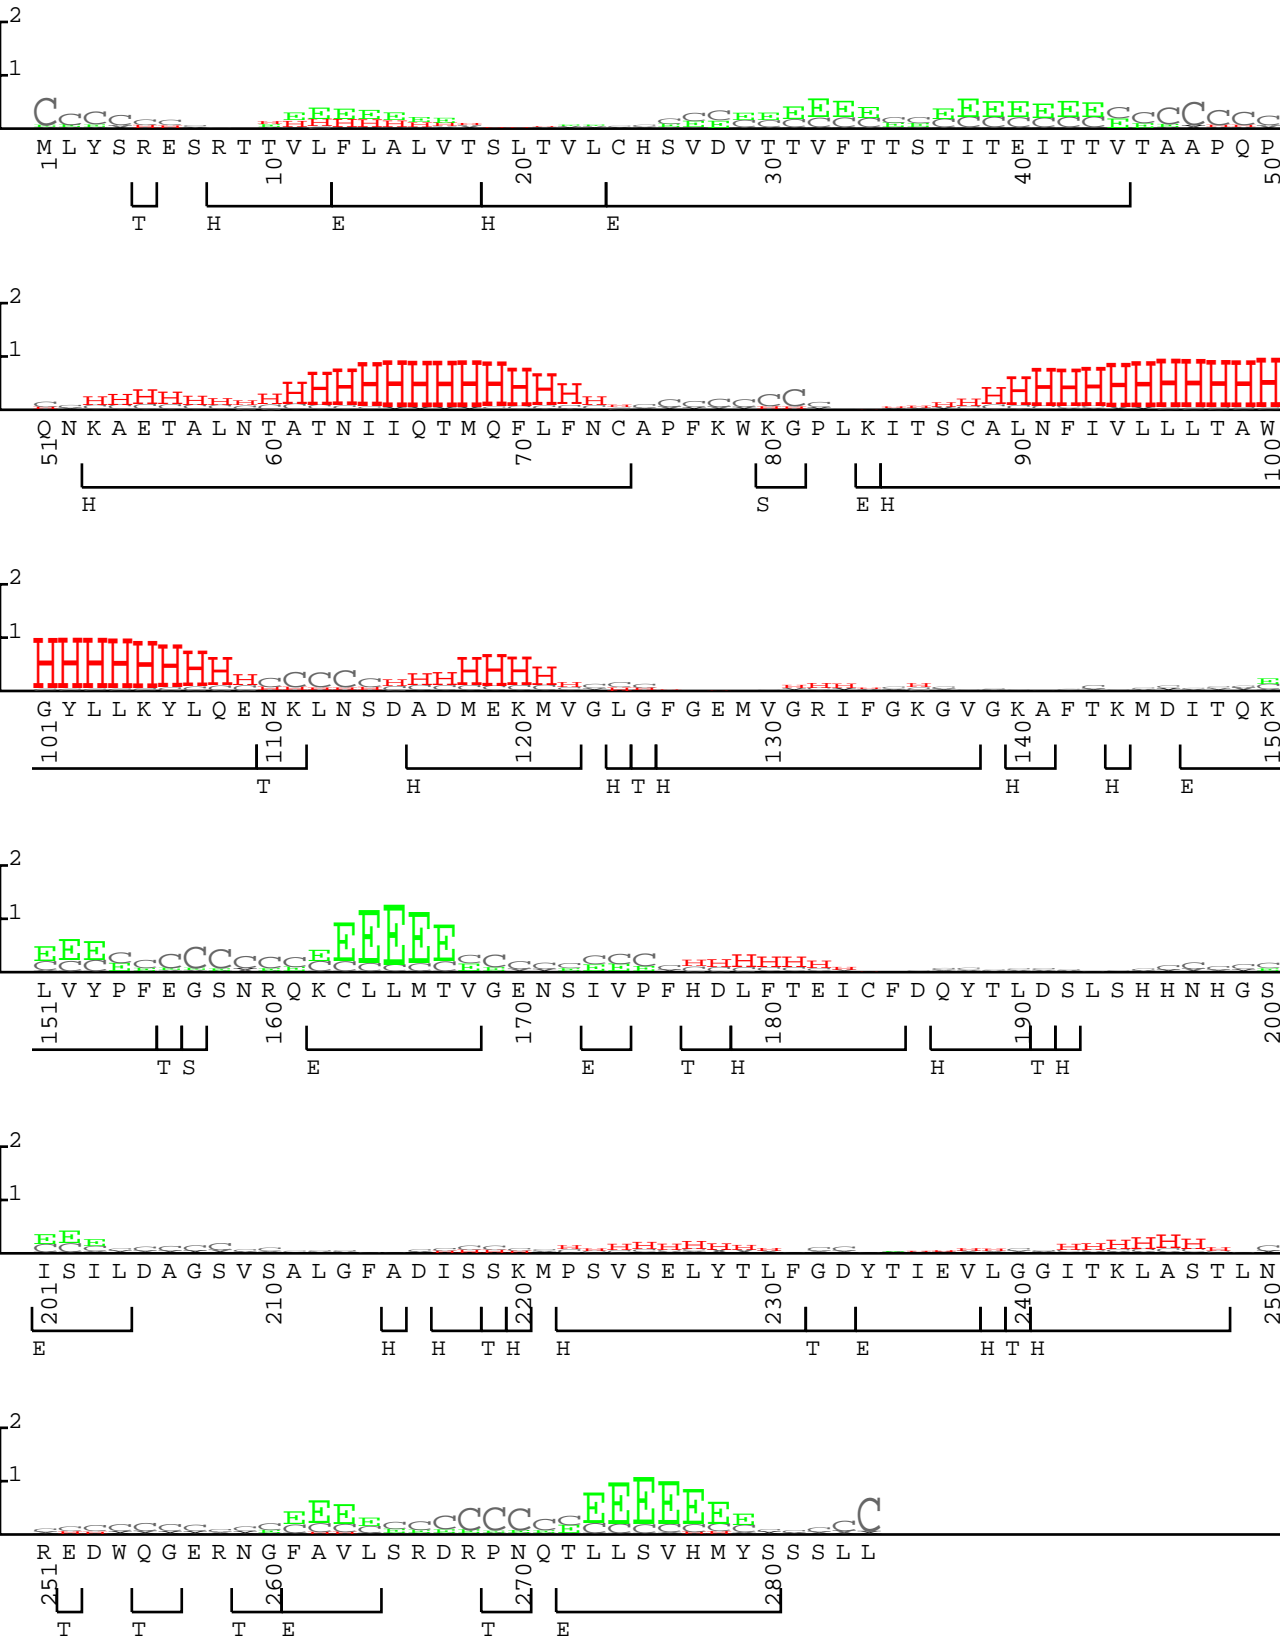 2
1
M L Y S R E S R T T V L F L A L V T S L T V L C H S V D V T T V F T T S T I T E I T T V T A A P Q P
1 10 20 30 40 50
T H E H E
2
1
Q N K A E T A L N T A T N I I Q T M Q F L F N C A P F K W K G P L K I T S C A L N F I V L L L T A W
51 60 70 80 90 100
H S E H
2
1
G Y L L K Y L Q E N K L N S D A D M E K M V G L G F G E M V G R I F G K G V G K A F T K M D I T Q K
101 110 120 130 140 150
T H H T H H H E
2
1
L V Y P F E G S N R Q K C L L M T V G E N S I V P F H D L F T E I C F D Q Y T L D S L S H H N H G S
151 160 170 180 190 200
T S E E T H H T H
2
1
I S I L D A G S V S A L G F A D I S S K M P S V S E L Y T L F G D Y T I E V L G G I T K L A S T L N
201 210 220 230 240 250
E H H T H H T E H T H
2
1
R E D W Q G E R N G F A V L S R D R P N Q T L L S V H M Y S S S L L
251 260 270 280
T T T E T E